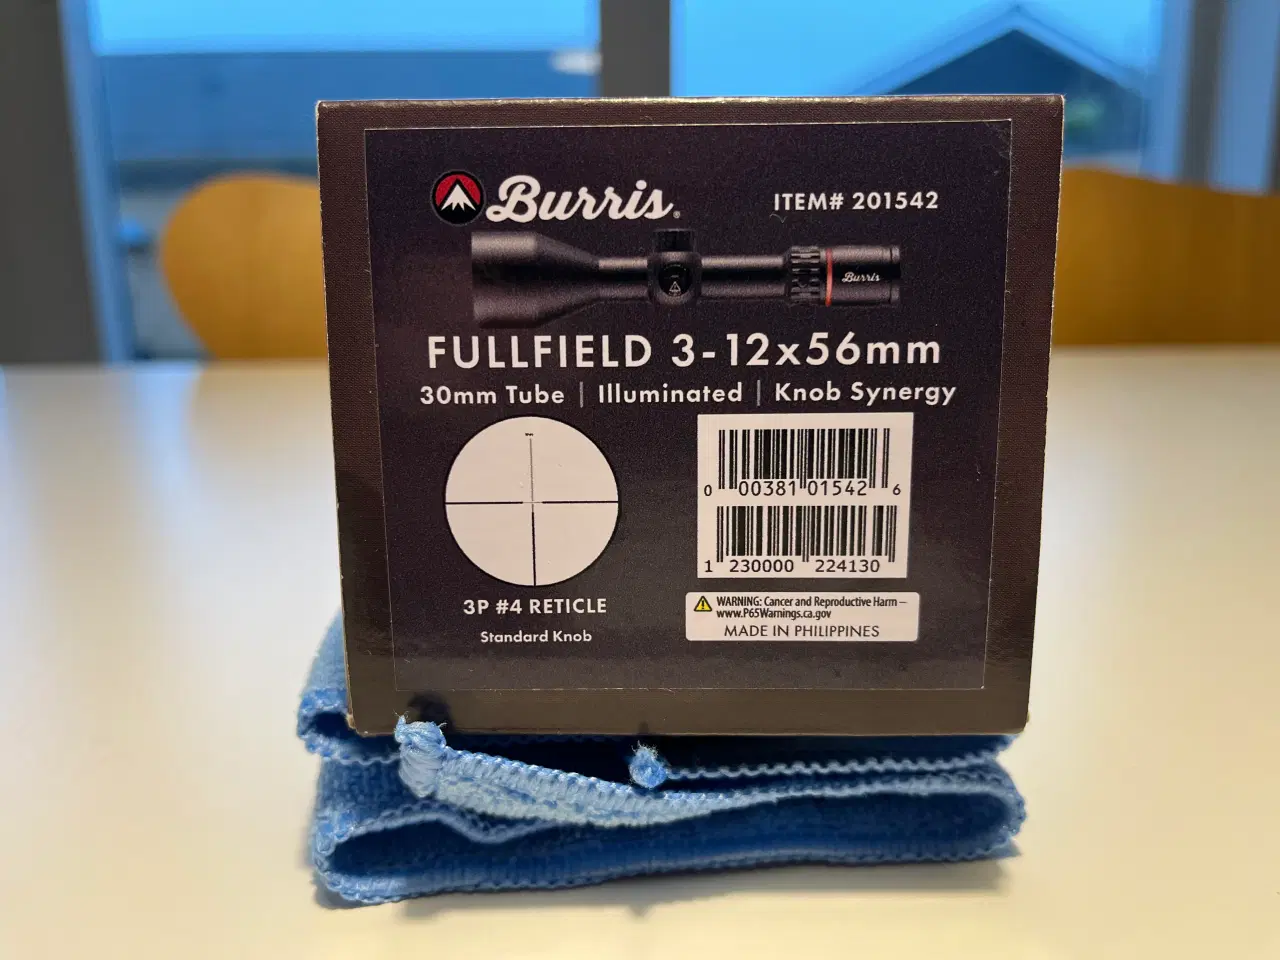 Burris®
ITEM# 201542
Burris
FULLFIELD 3-12x56mm
30mm Tube | Illuminated | Knob Synergy
0 00381 01542 6
1 230000 224130
3P #4 RETICLE
Standard Knob
WARNING: Cancer and Reproductive Harm –
www.P65Warnings.ca.gov
MADE IN PHILIPPINES